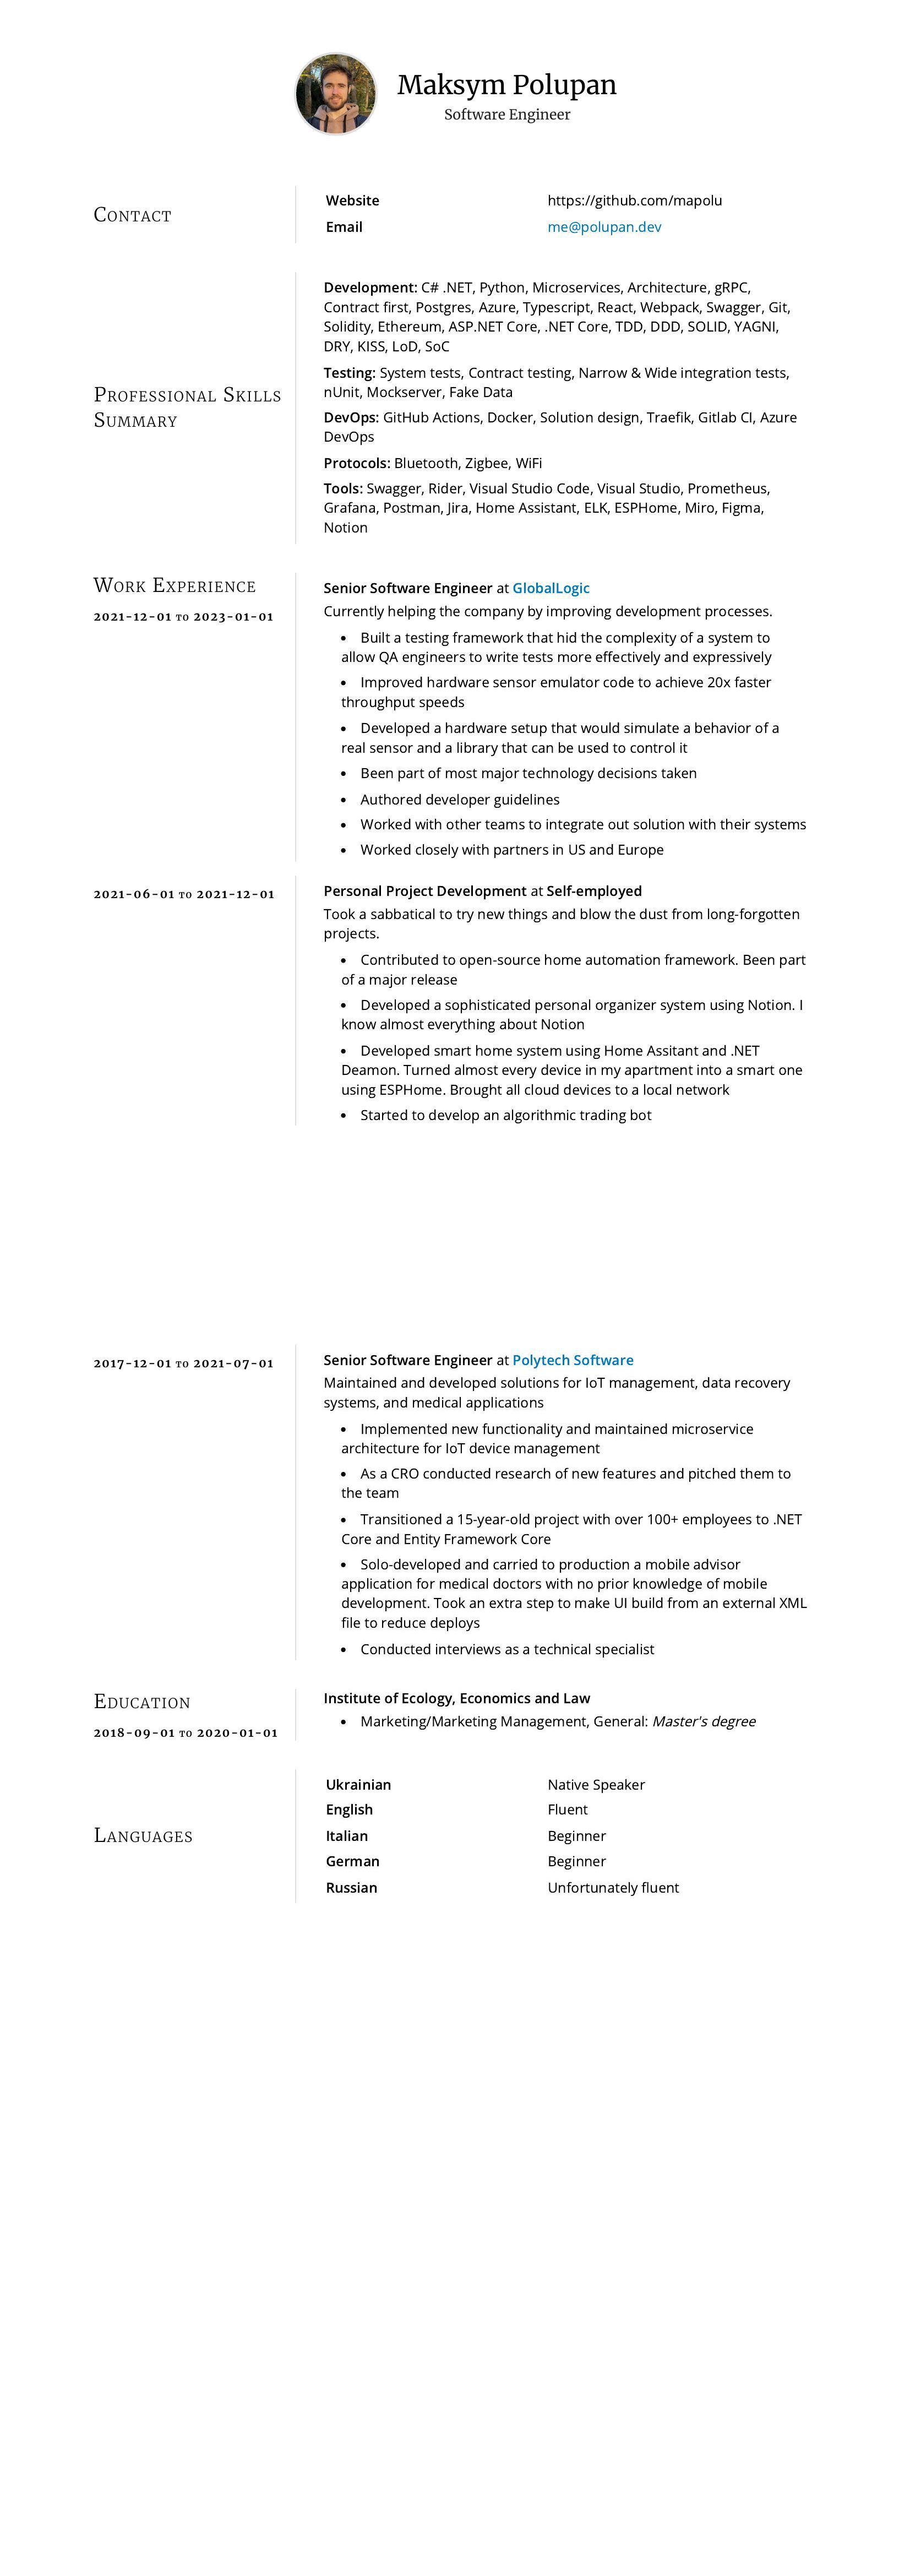 Maksym Polupan
Software Engineer
Contact
Website https://github.com/mapolu
Email me@polupan.dev
Professional Skills
Summary
Development: C# .NET, Python, Microservices, Architecture, gRPC,
Contract first, Postgres, Azure, Typescript, React, Webpack, Swagger, Git,
Solidity, Ethereum, ASP.NET Core, .NET Core, TDD, DDD, SOLID, YAGNI,
DRY, KISS, LoD, SoC
Testing: System tests, Contract testing, Narrow & Wide integration tests,
nUnit, Mockserver, Fake Data
DevOps: GitHub Actions, Docker, Solution design, Traefik, Gitlab CI, Azure
DevOps
Protocols: Bluetooth, Zigbee, WiFi
Tools: Swagger, Rider, Visual Studio Code, Visual Studio, Prometheus,
Grafana, Postman, Jira, Home Assistant, ELK, ESPHome, Miro, Figma,
Notion
Work Experience
2021-12-01 to 2023-01-01
Senior Software Engineer at GlobalLogic
Currently helping the company by improving development processes.
• Built a testing framework that hid the complexity of a system to
allow QA engineers to write tests more effectively and expressively
• Improved hardware sensor emulator code to achieve 20x faster
throughput speeds
• Developed a hardware setup that would simulate a behavior of a
real sensor and a library that can be used to control it
• Been part of most major technology decisions taken
• Authored developer guidelines
• Worked with other teams to integrate out solution with their systems
• Worked closely with partners in US and Europe
2021-06-01 to 2021-12-01
Personal Project Development at Self-employed
Took a sabbatical to try new things and blow the dust from long-forgotten
projects.
• Contributed to open-source home automation framework. Been part
of a major release
• Developed a sophisticated personal organizer system using Notion. I
know almost everything about Notion
• Developed smart home system using Home Assitant and .NET
Deamon. Turned almost every device in my apartment into a smart one
using ESPHome. Brought all cloud devices to a local network
• Started to develop an algorithmic trading bot
2017-12-01 to 2021-07-01
Senior Software Engineer at Polytech Software
Maintained and developed solutions for IoT management, data recovery
systems, and medical applications
• Implemented new functionality and maintained microservice
architecture for IoT device management
• As a CRO conducted research of new features and pitched them to
the team
• Transitioned a 15-year-old project with over 100+ employees to .NET
Core and Entity Framework Core
• Solo-developed and carried to production a mobile advisor
application for medical doctors with no prior knowledge of mobile
development. Took an extra step to make UI build from an external XML
file to reduce deploys
• Conducted interviews as a technical specialist
Education
2018-09-01 to 2020-01-01
Institute of Ecology, Economics and Law
• Marketing/Marketing Management, General: Master's degree
Languages
Ukrainian Native Speaker
English Fluent
Italian Beginner
German Beginner
Russian Unfortunately fluent